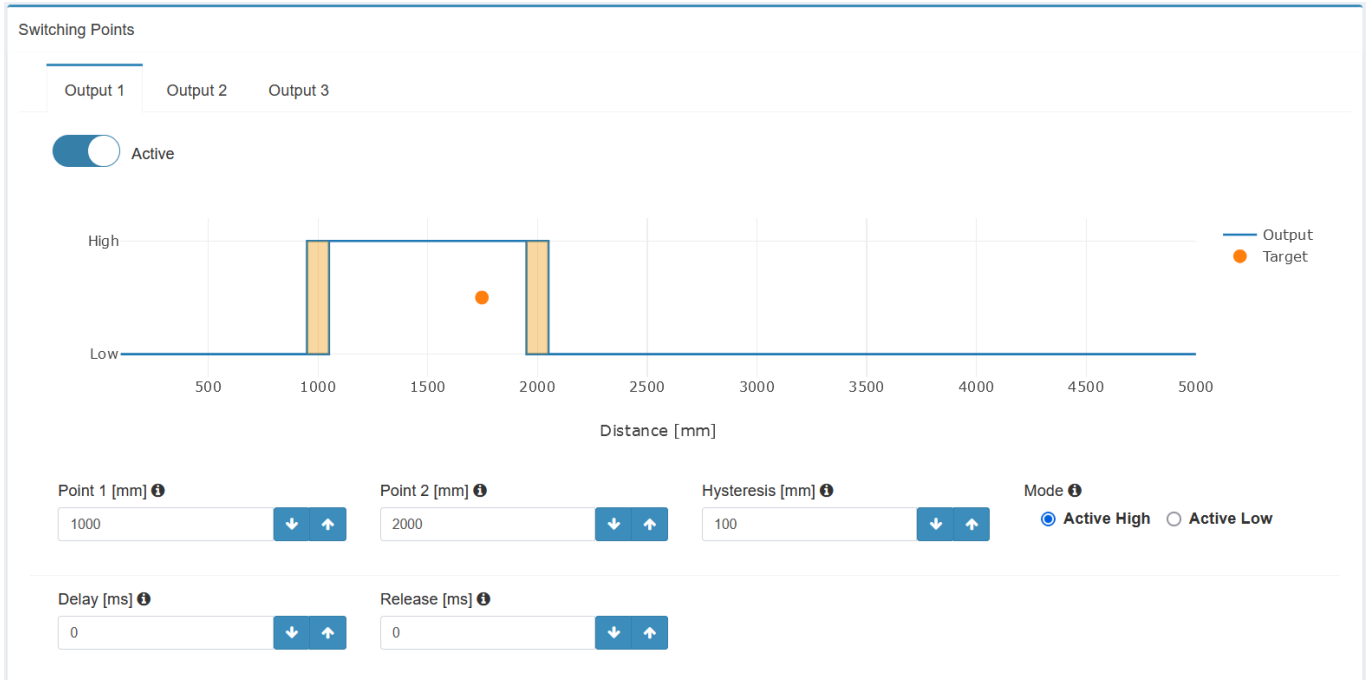 Switching Points
Output 1 Output 2 Output 3
Active
High
Low
Output
Target
500 1000 1500 2000 2500 3000 3500 4000 4500 5000
Distance [mm]
Point 1 [mm] Point 2 [mm] Hysteresis [mm] Mode
1000 2000 100 Active High Active Low
Delay [ms] Release [ms]
0 0